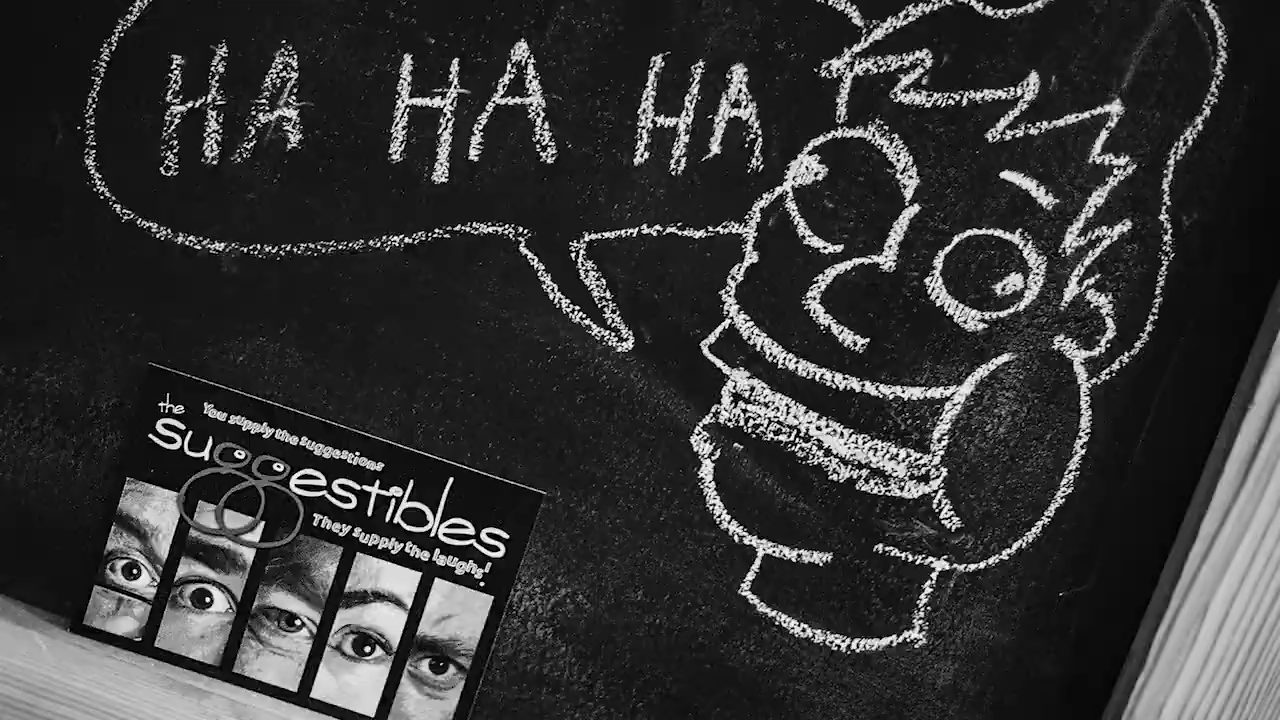 HA HA HA
the
You supply the suggestions
suggestibles
They supply the laughs!